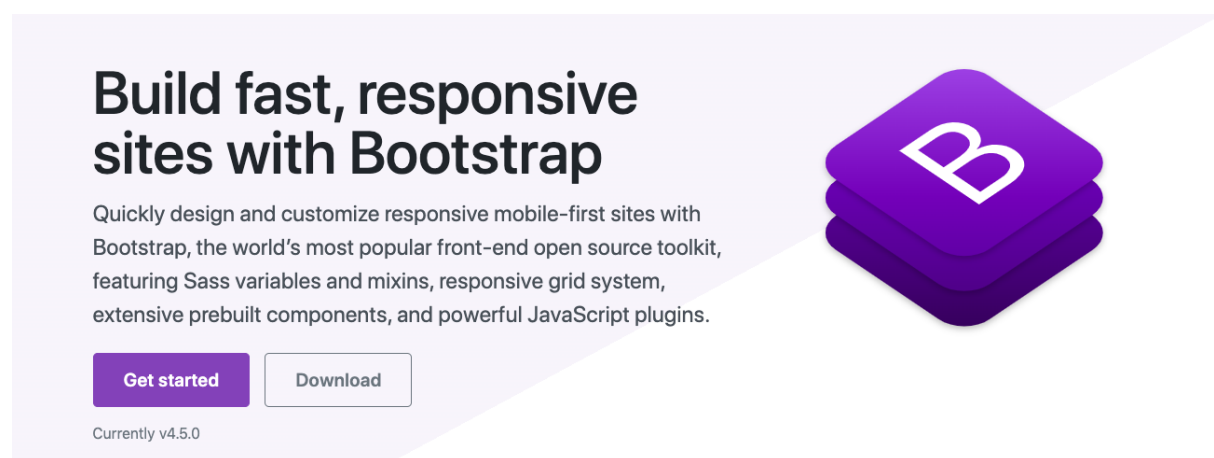 Build fast, responsive
sites with Bootstrap
Quickly design and customize responsive mobile-first sites with
Bootstrap, the world’s most popular front-end open source toolkit,
featuring Sass variables and mixins, responsive grid system,
extensive prebuilt components, and powerful JavaScript plugins.
Get started
Download
Currently v4.5.0
B